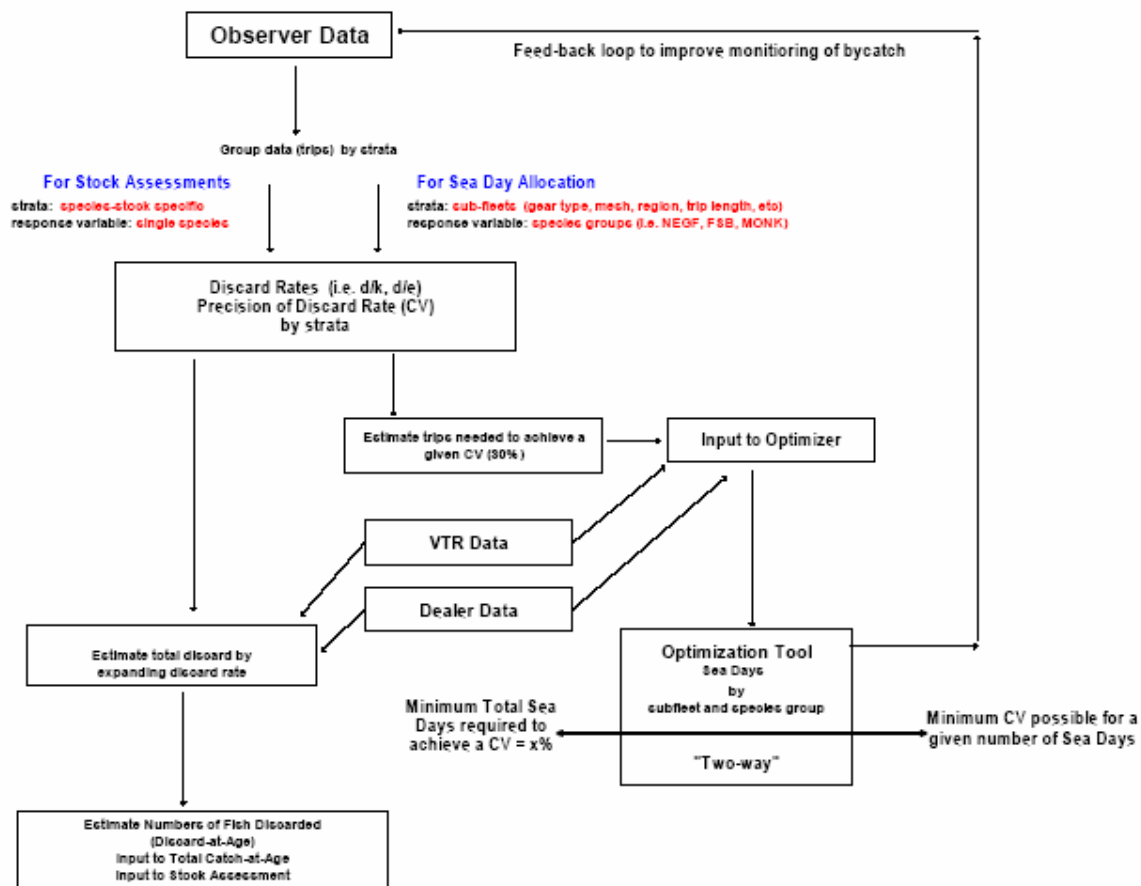 Observer Data
Feed-back loop to improve monitioring of bycatch
Group data (trips) by strata
For Stock Assessments
strata: species-stock specific
response variable: single species
For Sea Day Allocation
strata: sub-fleets (gear type, mesh, region, trip length, etc)
response variable: species groups (i.e. NEGF, FSB, MONK)
Discard Rates (i.e. d/k, d/e)
Precision of Discard Rate (CV)
by strata
Estimate trips needed to achieve a
given CV (30%)
Input to Optimizer
VTR Data
Dealer Data
Estimate total discard by
expanding discard rate
Optimization Tool
Sea Days
by
subfleet and species group
"Two-way"
Minimum Total Sea
Days required to
achieve a CV = x%
Minimum CV possible for a
given number of Sea Days
Estimate Numbers of Fish Discarded
(Discard-at-Age)
Input to Total Catch-at-Age
Input to Stock Assessment